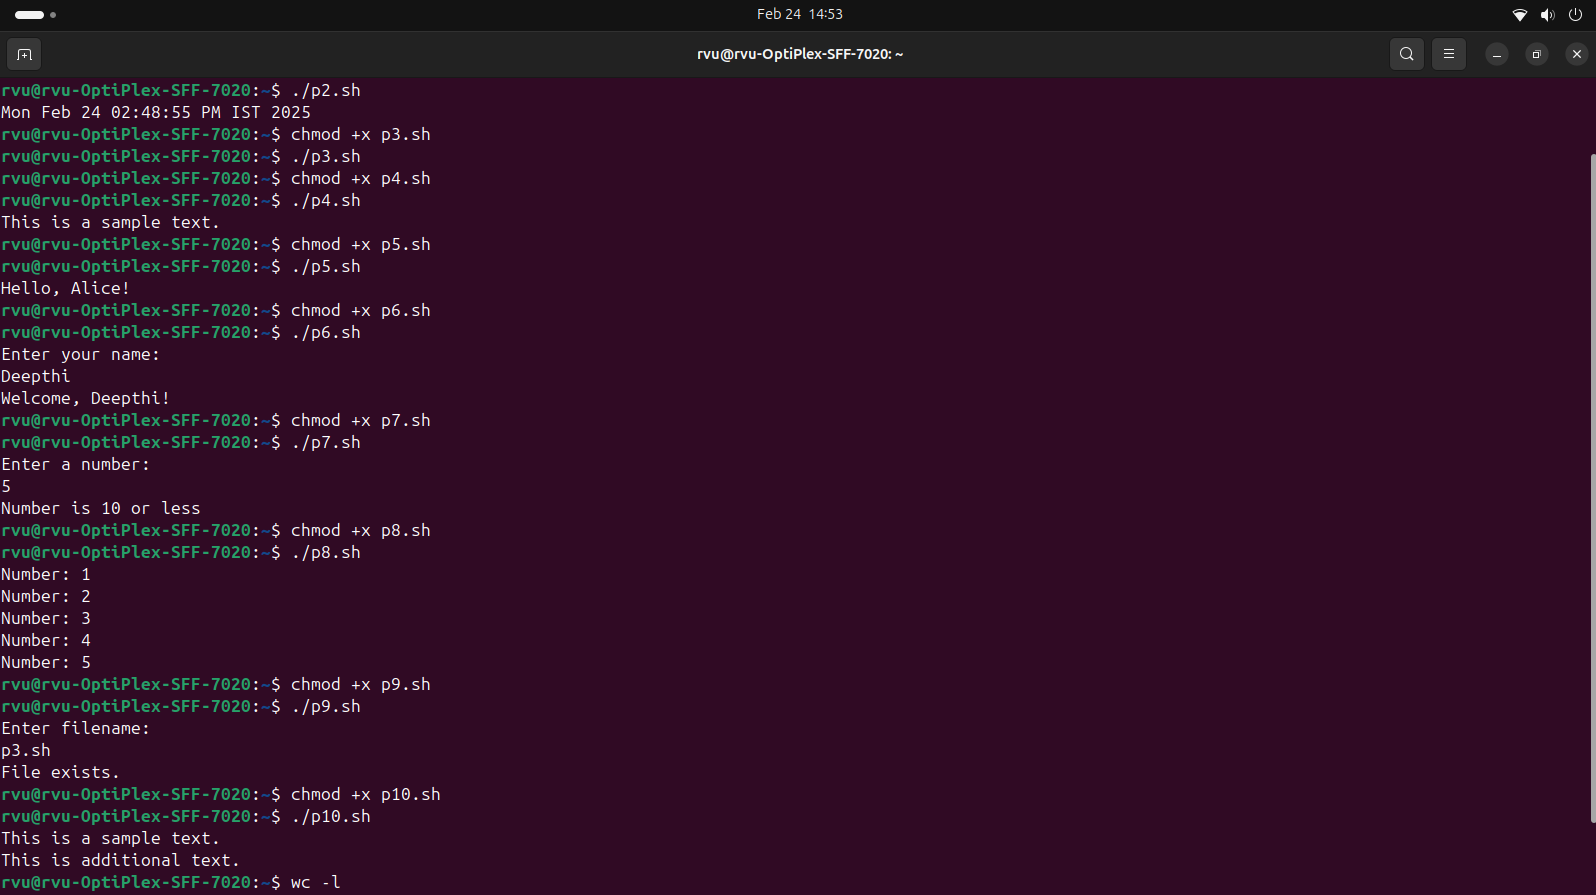 Feb 24 14:53
rvu@rvu-OptiPlex-SFF-7020: ~
rvu@rvu-OptiPlex-SFF-7020:~$ ./p2.sh
Mon Feb 24 02:48:55 PM IST 2025
rvu@rvu-OptiPlex-SFF-7020:~$ chmod +x p3.sh
rvu@rvu-OptiPlex-SFF-7020:~$ ./p3.sh
rvu@rvu-OptiPlex-SFF-7020:~$ chmod +x p4.sh
rvu@rvu-OptiPlex-SFF-7020:~$ ./p4.sh
This is a sample text.
rvu@rvu-OptiPlex-SFF-7020:~$ chmod +x p5.sh
rvu@rvu-OptiPlex-SFF-7020:~$ ./p5.sh
Hello, Alice!
rvu@rvu-OptiPlex-SFF-7020:~$ chmod +x p6.sh
rvu@rvu-OptiPlex-SFF-7020:~$ ./p6.sh
Enter your name:
Deepthi
Welcome, Deepthi!
rvu@rvu-OptiPlex-SFF-7020:~$ chmod +x p7.sh
rvu@rvu-OptiPlex-SFF-7020:~$ ./p7.sh
Enter a number:
5
Number is 10 or less
rvu@rvu-OptiPlex-SFF-7020:~$ chmod +x p8.sh
rvu@rvu-OptiPlex-SFF-7020:~$ ./p8.sh
Number: 1
Number: 2
Number: 3
Number: 4
Number: 5
rvu@rvu-OptiPlex-SFF-7020:~$ chmod +x p9.sh
rvu@rvu-OptiPlex-SFF-7020:~$ ./p9.sh
Enter filename:
p3.sh
File exists.
rvu@rvu-OptiPlex-SFF-7020:~$ chmod +x p10.sh
rvu@rvu-OptiPlex-SFF-7020:~$ ./p10.sh
This is a sample text.
This is additional text.
rvu@rvu-OptiPlex-SFF-7020:~$ wc -l